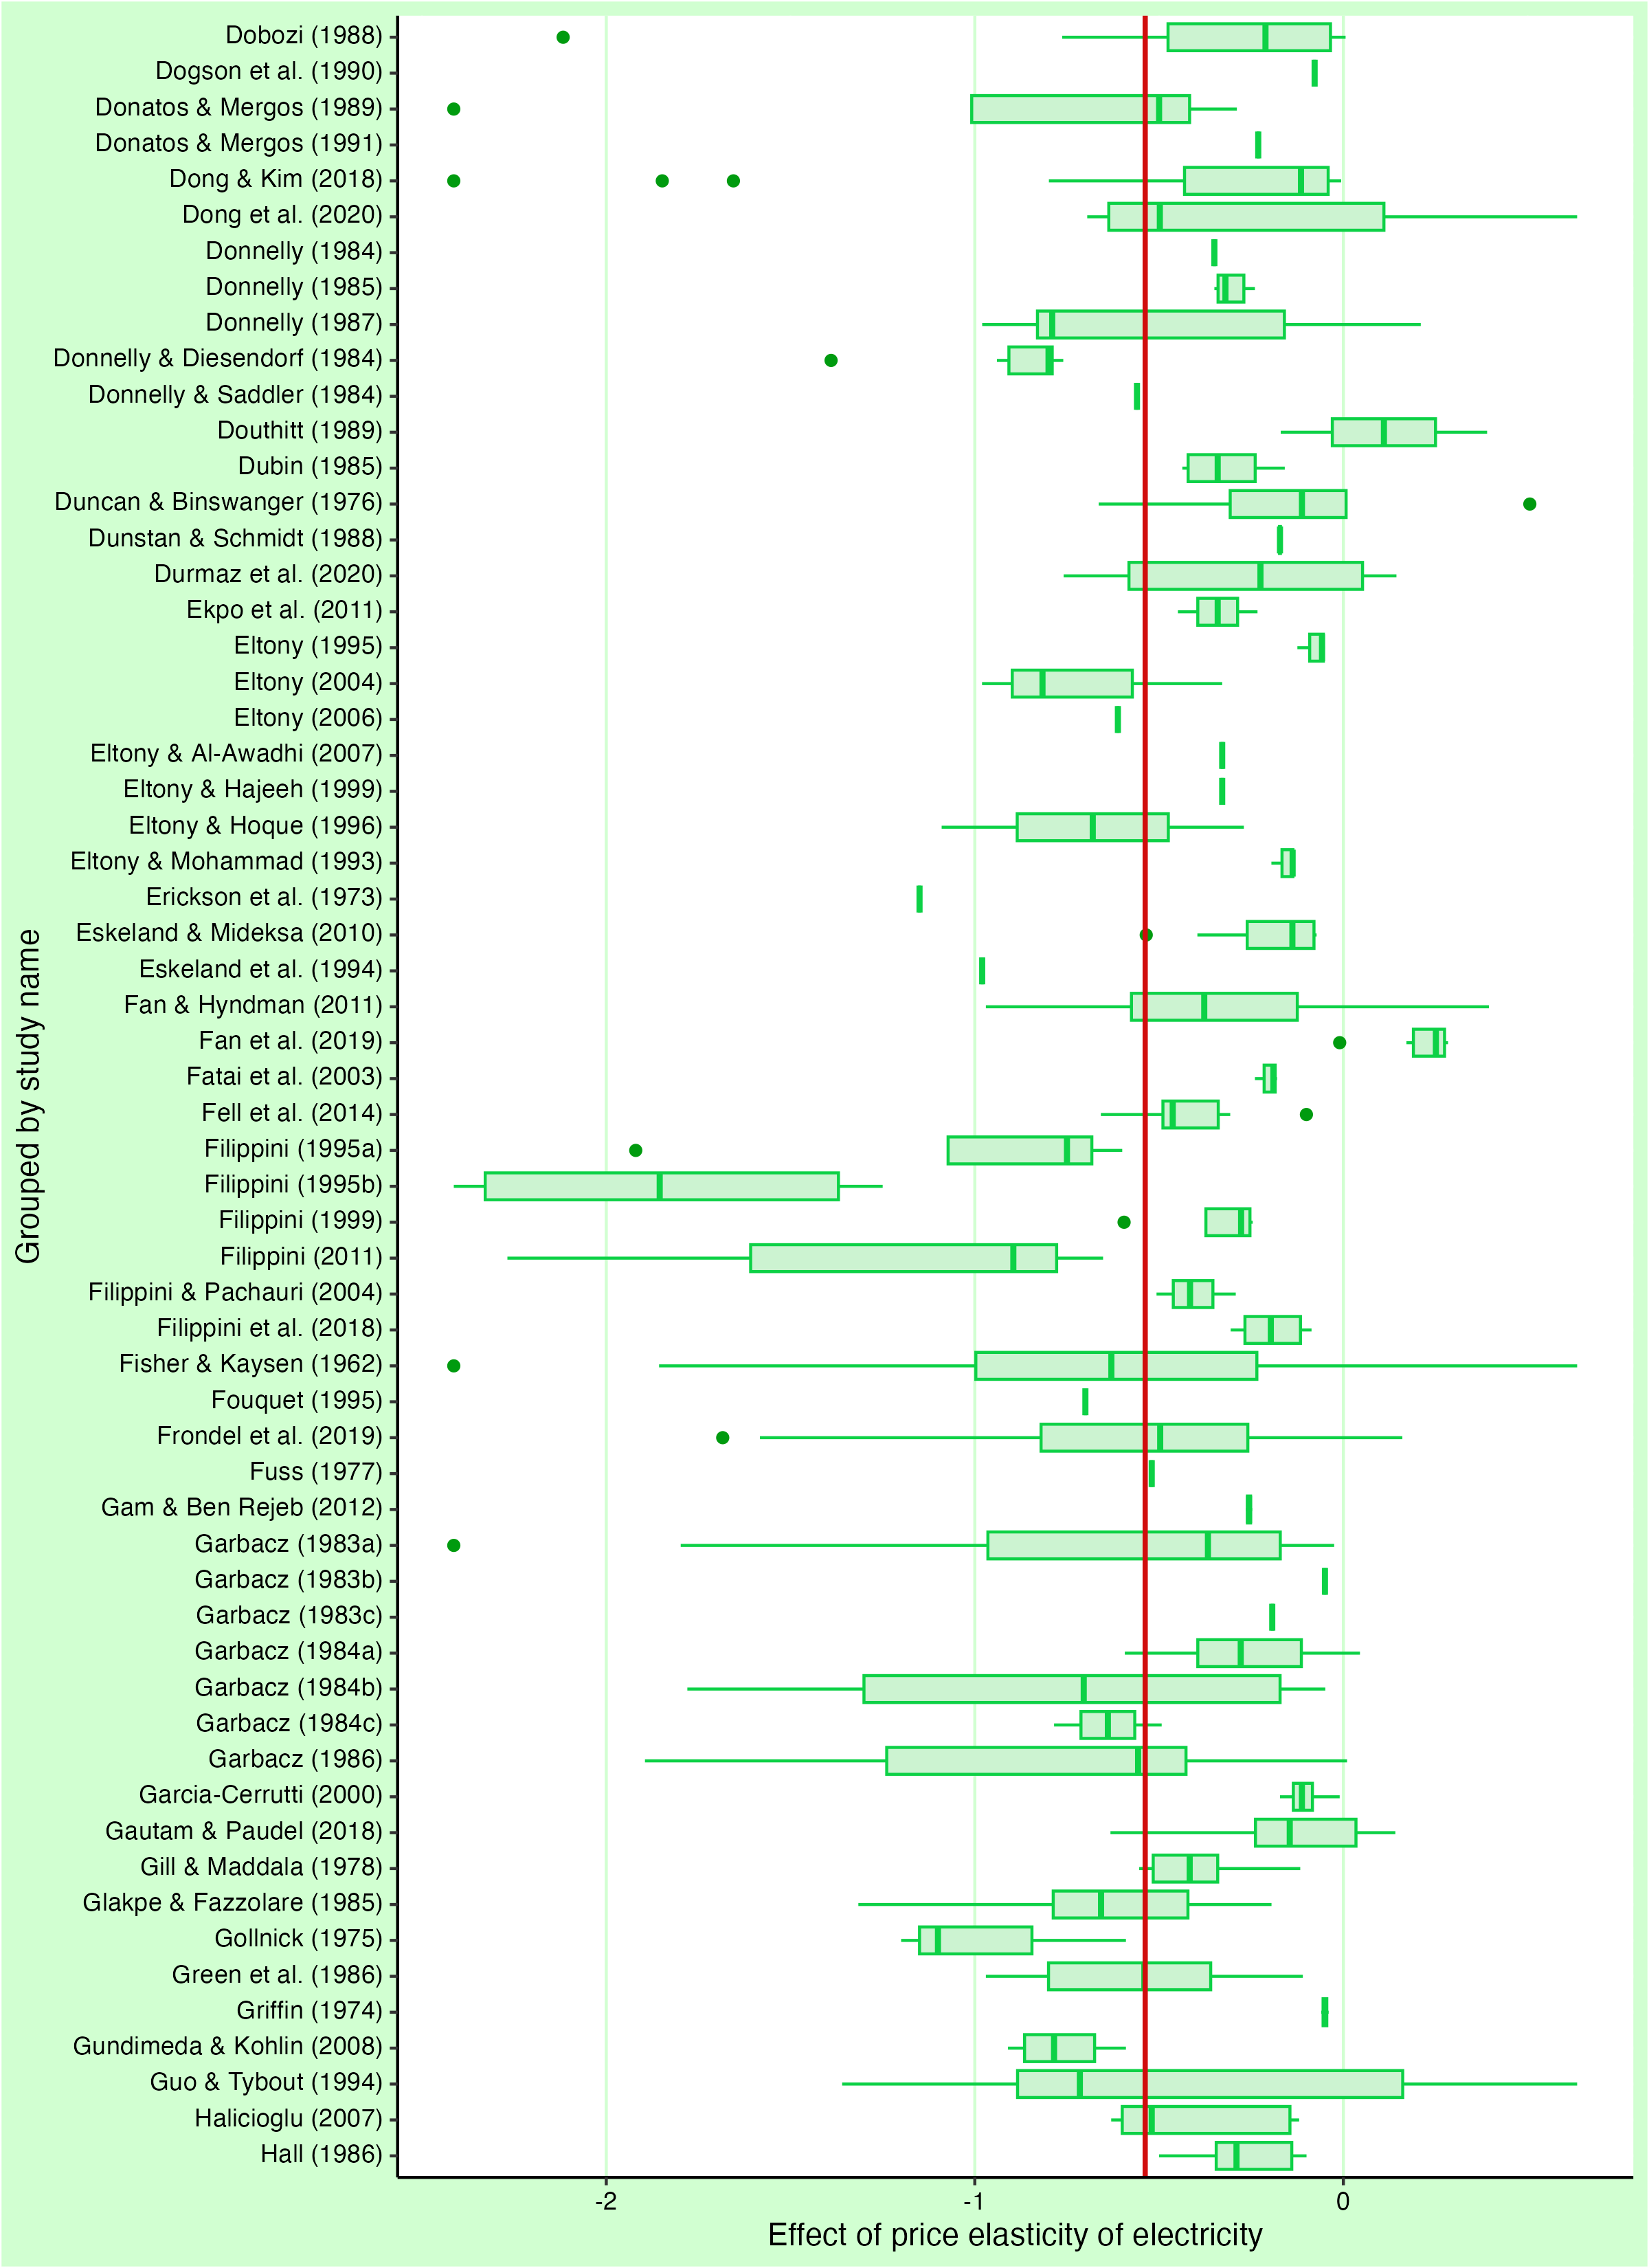 Grouped by study name
Dobozi (1988)
Dogson et al. (1990)
Donatos & Mergos (1989)
Donatos & Mergos (1991)
Dong & Kim (2018)
Dong et al. (2020)
Donnelly (1984)
Donnelly (1985)
Donnelly (1987)
Donnelly & Diesendorf (1984)
Donnelly & Saddler (1984)
Douthitt (1989)
Dubin (1985)
Duncan & Binswanger (1976)
Dunstan & Schmidt (1988)
Durmaz et al. (2020)
Ekpo et al. (2011)
Eltony (1995)
Eltony (2004)
Eltony (2006)
Eltony & Al-Awadhi (2007)
Eltony & Hajeeh (1999)
Eltony & Hoque (1996)
Eltony & Mohammad (1993)
Erickson et al. (1973)
Eskeland & Mideksa (2010)
Eskeland et al. (1994)
Fan & Hyndman (2011)
Fan et al. (2019)
Fatai et al. (2003)
Fell et al. (2014)
Filippini (1995a)
Filippini (1995b)
Filippini (1999)
Filippini (2011)
Filippini & Pachauri (2004)
Filippini et al. (2018)
Fisher & Kaysen (1962)
Fouquet (1995)
Frondel et al. (2019)
Fuss (1977)
Gam & Ben Rejeb (2012)
Garbacz (1983a)
Garbacz (1983b)
Garbacz (1983c)
Garbacz (1984a)
Garbacz (1984b)
Garbacz (1984c)
Garbacz (1986)
Garcia-Cerrutti (2000)
Gautam & Paudel (2018)
Gill & Maddala (1978)
Glakpe & Fazzolare (1985)
Gollnick (1975)
Green et al. (1986)
Griffin (1974)
Gundimeda & Kohlin (2008)
Guo & Tybout (1994)
Halicioglu (2007)
Hall (1986)
-2 -1 0
Effect of price elasticity of electricity